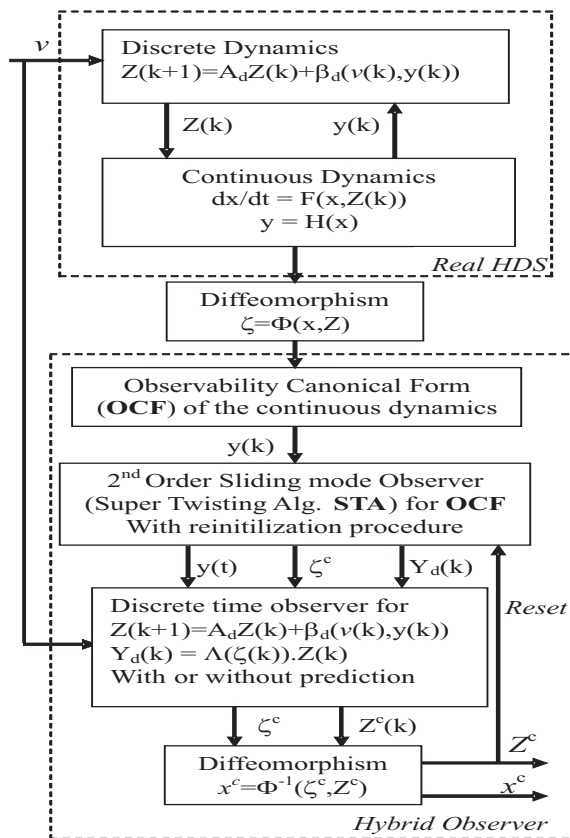 v
Discrete Dynamics
Z(k+1)=A_dZ(k)+β_d(v(k),y(k))
Z(k) y(k)
Continuous Dynamics
dx/dt = F(x,Z(k))
y = H(x)
Real HDS
Diffeomorphism
ζ=Φ(x,Z)
Observability Canonical Form
(OCF) of the continuous dynamics
y(k)
2nd Order Sliding mode Observer
(Super Twisting Alg. STA) for OCF
With reinitilization procedure
y(t) ζ^c Y_d(k)
Reset
Discrete time observer for
Z(k+1)=A_dZ(k)+β_d(v(k),y(k))
Y_d(k) = Λ(ζ(k)).Z(k)
With or without prediction
ζ^c Z^c(k)
Diffeomorphism
x^c=Φ^-1(ζ^c,Z^c)
Z^c
x^c
Hybrid Observer